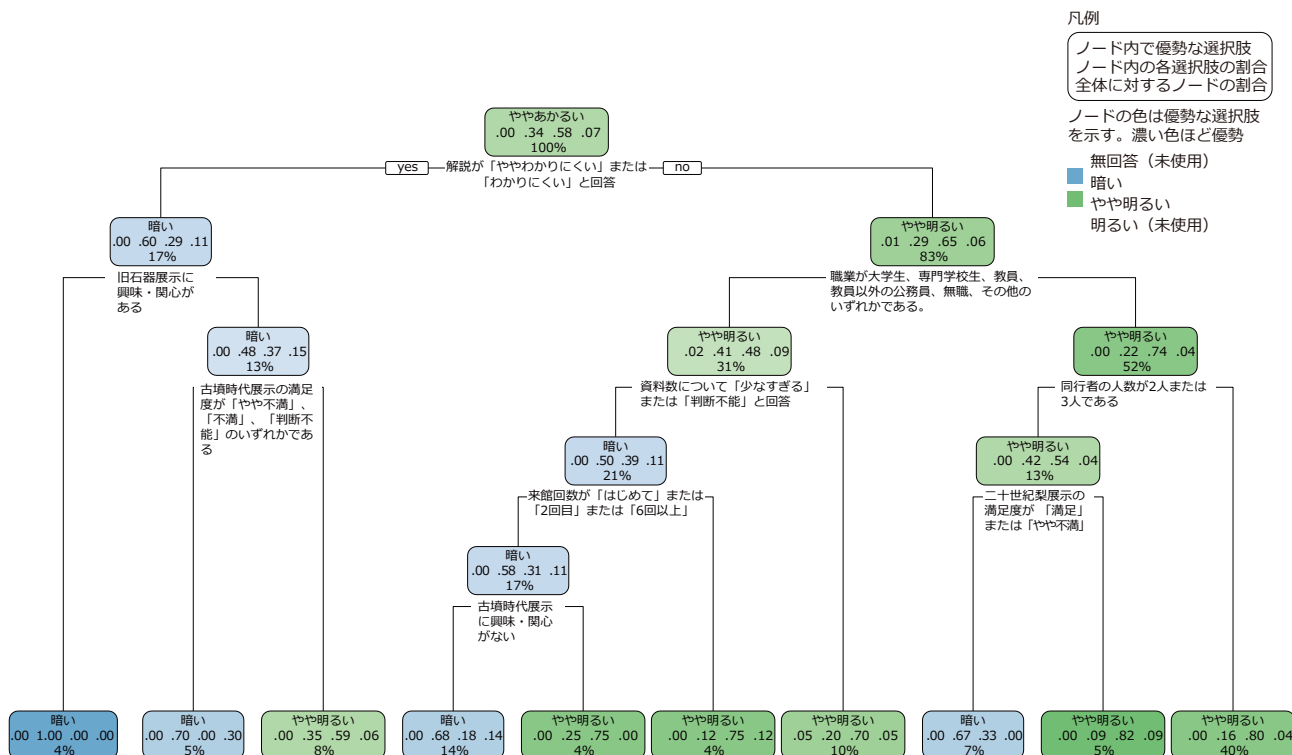 凡例
ノード内で優勢な選択肢
ノード内の各選択肢の割合
全体に対するノードの割合
ノードの色は優勢な選択肢
を示す。濃い色ほど優勢
無回答（未使用）
暗い
やや明るい
明るい（未使用）
ややあかるい
.00 .34 .58 .07
100%
yes
解説が「ややわかりにくい」または
「わかりにくい」と回答
no
暗い
.00 .60 .29 .11
17%
旧石器展示に
興味・関心が
ある
やや明るい
.01 .29 .65 .06
83%
職業が大学生、専門学校生、教員、
教員以外の公務員、無職、その他の
いずれかである。
暗い
.00 .48 .37 .15
13%
古墳時代展示の満足
度が「やや不満」、
「不満」、「判断不
能」のいずれかであ
る
やや明るい
.02 .41 .48 .09
31%
資料数について「少なすぎる」
または「判断不能」と回答
やや明るい
.00 .22 .74 .04
52%
同行者の人数が2人または
3人である
暗い
.00 .50 .39 .11
21%
来館回数が「はじめて」または
「2回目」または「6回以上」
やや明るい
.00 .42 .54 .04
13%
二十世紀梨展示の
満足度が 「満足」
または「やや不満」
暗い
.00 .58 .31 .11
17%
古墳時代展示
に興味・関心
がない
暗い
.00 1.00 .00 .00
4%
暗い
.00 .70 .00 .30
5%
やや明るい
.00 .35 .59 .06
8%
暗い
.00 .68 .18 .14
14%
やや明るい
.00 .25 .75 .00
4%
やや明るい
.00 .12 .75 .12
4%
やや明るい
.05 .20 .70 .05
10%
暗い
.00 .67 .33 .00
7%
やや明るい
.00 .09 .82 .09
5%
やや明るい
.00 .16 .80 .04
40%